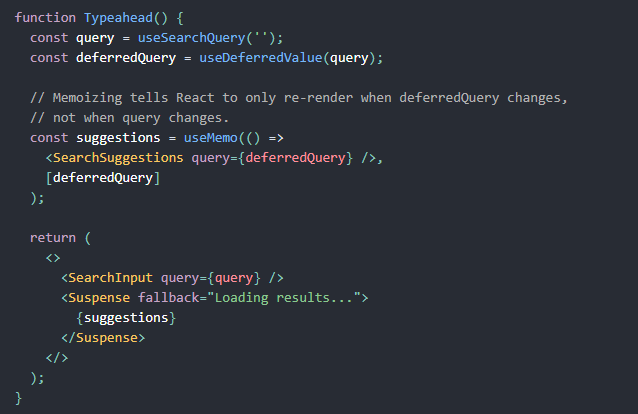 function Typeahead() {
  const query = useSearchQuery('');
  const deferredQuery = useDeferredValue(query);

  // Memoizing tells React to only re-render when deferredQuery changes,
  // not when query changes.
  const suggestions = useMemo(() =>
    <SearchSuggestions query={deferredQuery} />,
    [deferredQuery]
  );

  return (
    <>
      <SearchInput query={query} />
      <Suspense fallback="Loading results...">
        {suggestions}
      </Suspense>
    </>
  );
}